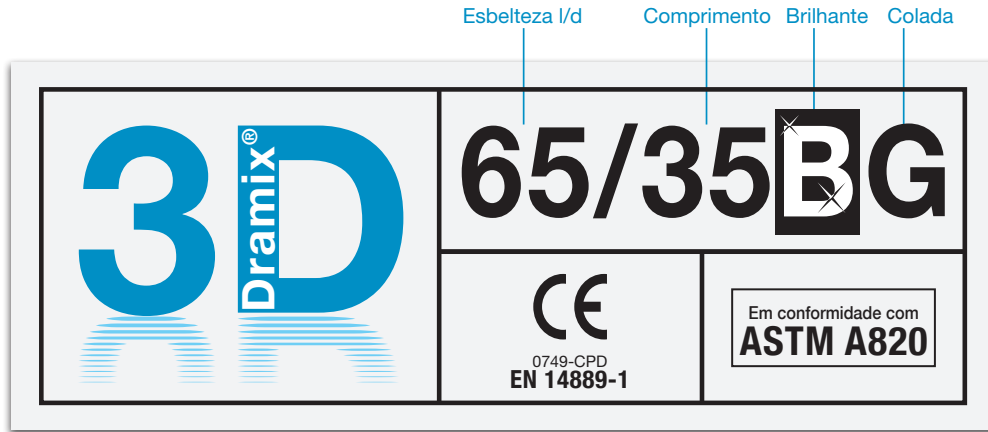 Esbelteza l/d Comprimento Brilhante Colada
3D
Dramix®
65/35BG
CE
0749-CPD
EN 14889-1
Em conformidade com
ASTM A820